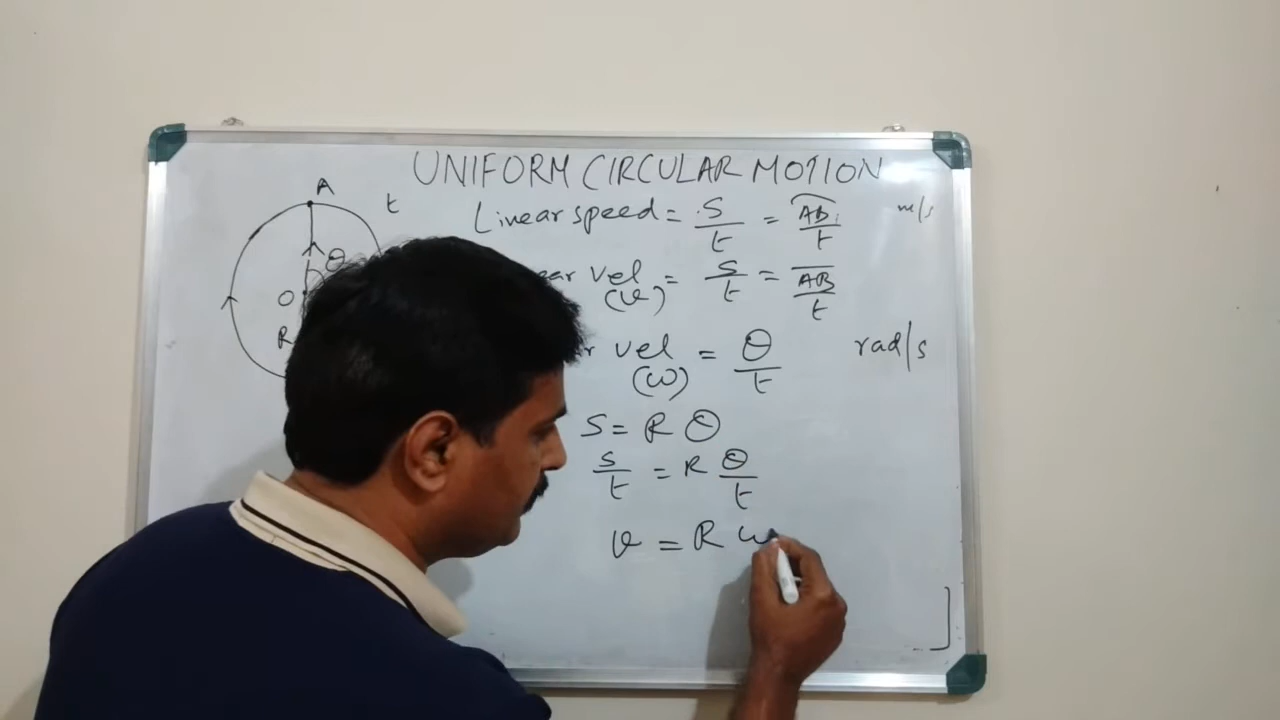 UNIFORM CIRCULAR MOTION
A
t
Linear speed = S/t = AB/t m/s
θ
vel = s/t = AB/t
(v)
O
R
vel = θ/t rad/s
(ω)
S = R θ
s/t = R θ/t
v = R ω